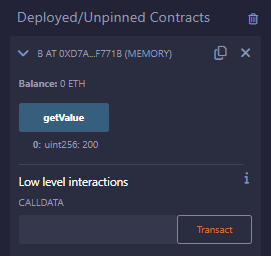 Deployed/Unpinned Contracts
B AT 0XD7A...F771B (MEMORY)
Balance: 0 ETH
getValue
0: uint256: 200
Low level interactions
i
CALLDATA
Transact